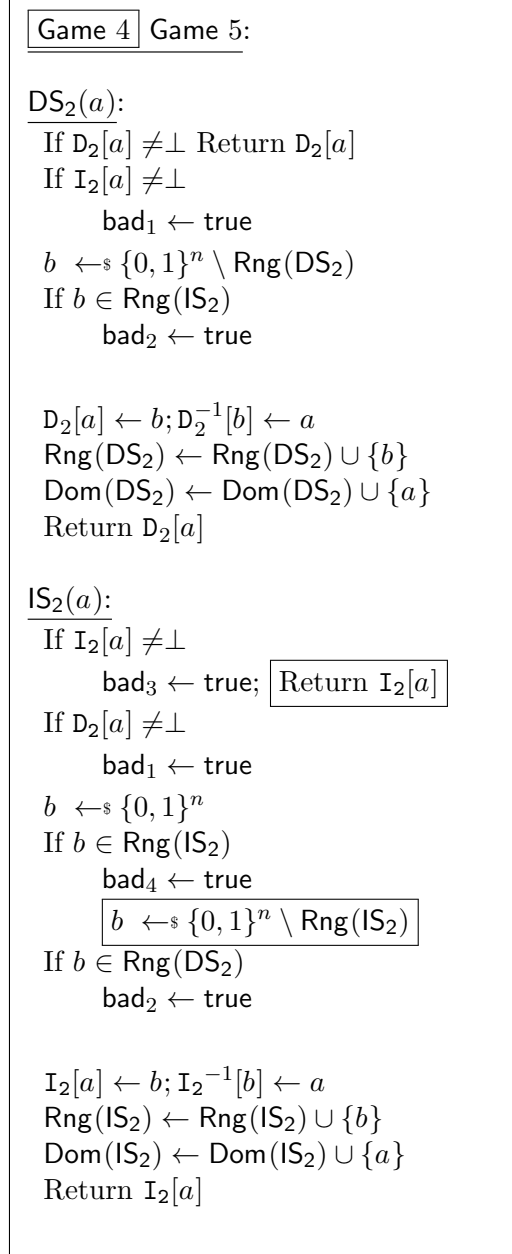 Game 4 Game 5:
DS₂(a):
If D₂[a] ≠⊥ Return D₂[a]
If I₂[a] ≠⊥
bad₁ ← true
b ←$ {0, 1}ⁿ \ Rng(DS₂)
If b ∈ Rng(IS₂)
bad₂ ← true
D₂[a] ← b; D₂⁻¹[b] ← a
Rng(DS₂) ← Rng(DS₂) ∪ {b}
Dom(DS₂) ← Dom(DS₂) ∪ {a}
Return D₂[a]
IS₂(a):
If I₂[a] ≠⊥
bad₃ ← true; Return I₂[a]
If D₂[a] ≠⊥
bad₁ ← true
b ←$ {0, 1}ⁿ
If b ∈ Rng(IS₂)
bad₄ ← true
b ←$ {0, 1}ⁿ \ Rng(IS₂)
If b ∈ Rng(DS₂)
bad₂ ← true
I₂[a] ← b; I₂⁻¹[b] ← a
Rng(IS₂) ← Rng(IS₂) ∪ {b}
Dom(IS₂) ← Dom(IS₂) ∪ {a}
Return I₂[a]